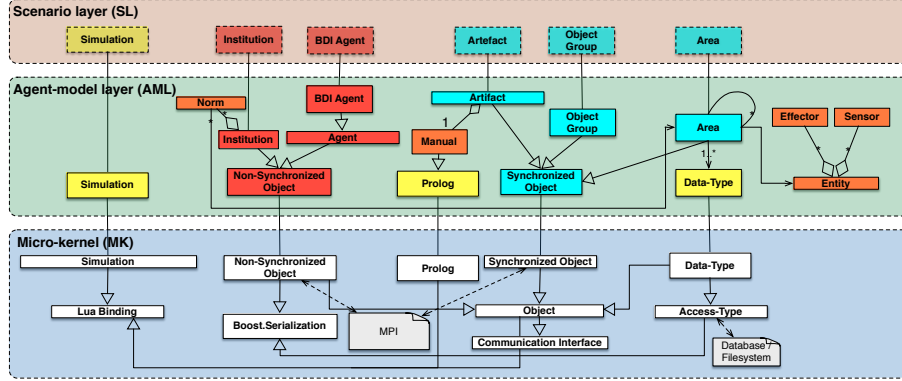 Scenario layer (SL)
Simulation
Institution
BDI Agent
Artefact
Object
Group
Area
Agent-model layer (AML)
Norm
*
*
Institution
BDI Agent
Agent
Non-Synchronized
Object
Simulation
Artifact
1
Manual
Prolog
Object
Group
Synchronized
Object
Area
*
1..*
Data-Type
Effector
Sensor
*
*
Entity
Micro-kernel (MK)
Simulation
Lua Binding
Non-Synchronized
Object
Boost.Serialization
MPI
Prolog
Synchronized Object
Object
Communication Interface
Data-Type
Access-Type
Database /
Filesystem